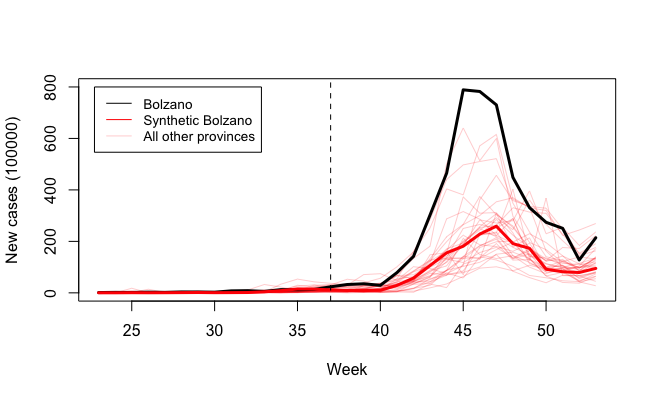 Bolzano
Synthetic Bolzano
All other provinces
New cases (100000)
800
600
400
200
0
25 30 35 40 45 50
Week